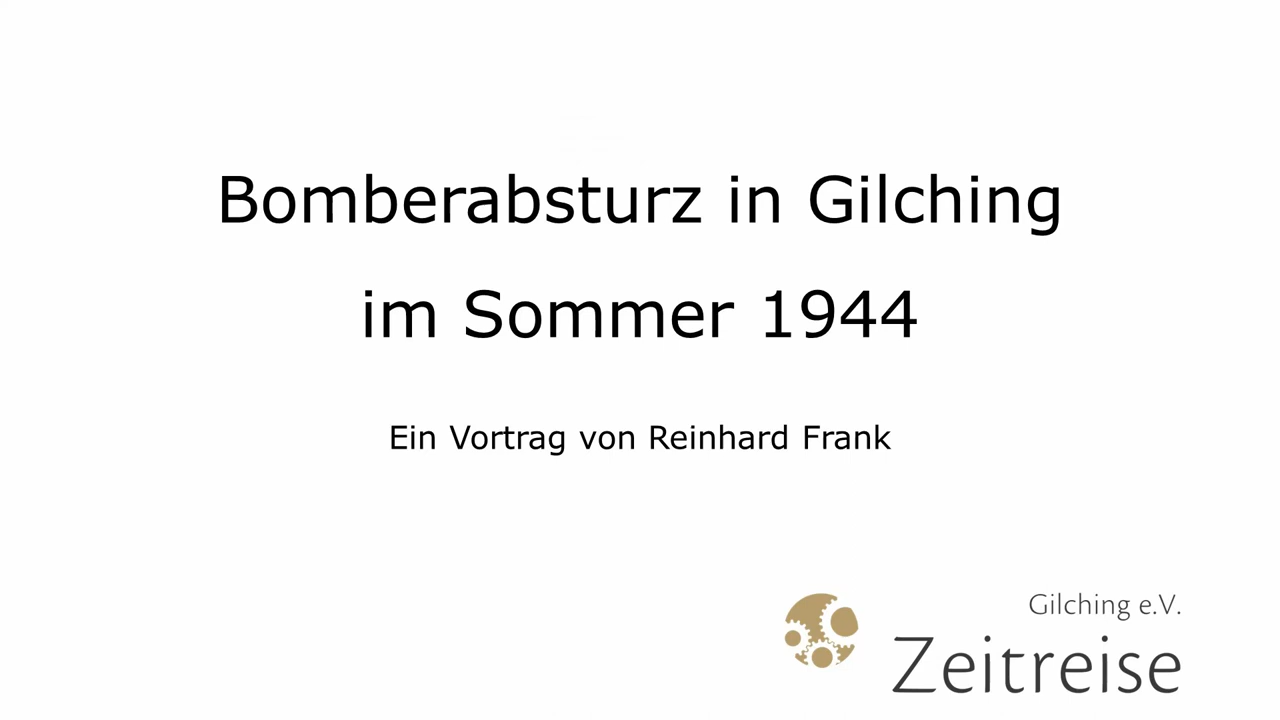 Bomberabsturz in Gilching
im Sommer 1944
Ein Vortrag von Reinhard Frank
Gilching e.V.
Zeitreise